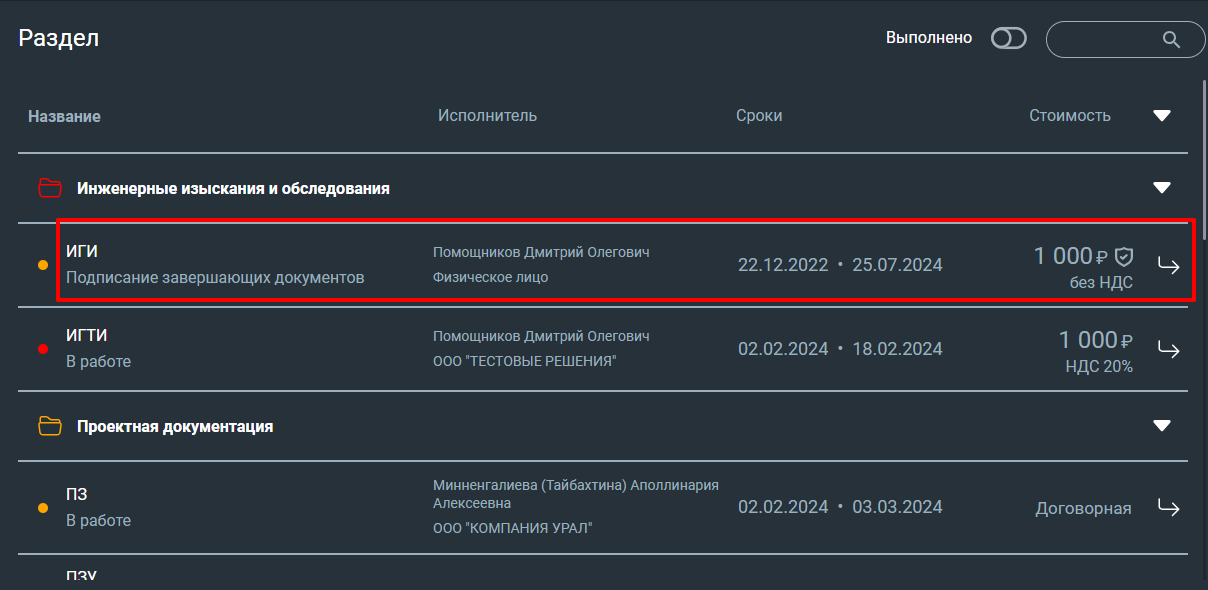 Раздел
Выполнено
Название Исполнитель Сроки Стоимость
Инженерные изыскания и обследования
ИГИ
Подписание завершающих документов
Помощников Дмитрий Олегович
Физическое лицо
22.12.2022 • 25.07.2024
1 000 ₽
без НДС
ИГТИ
В работе
Помощников Дмитрий Олегович
ООО "ТЕСТОВЫЕ РЕШЕНИЯ"
02.02.2024 • 18.02.2024
1 000 ₽
НДС 20%
Проектная документация
ПЗ
В работе
Минненгалиева (Тайбахтина) Аполлинария
Алексеевна
ООО "КОМПАНИЯ УРАЛ"
02.02.2024 • 03.03.2024
Договорная
ПЗУ